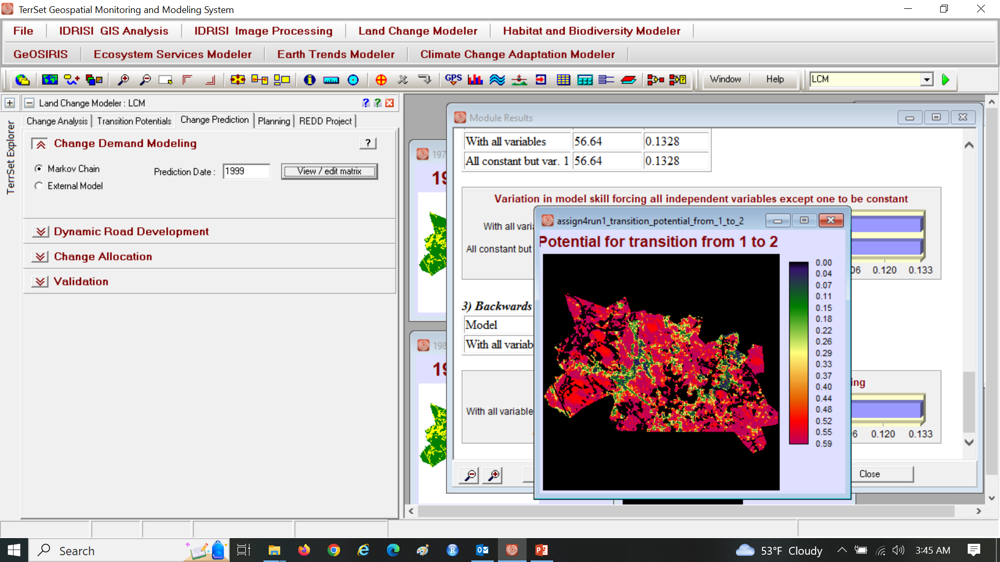 TerrSet Geospatial Monitoring and Modeling System
File IDRISI GIS Analysis IDRISI Image Processing Land Change Modeler Habitat and Biodiversity Modeler
GeOSIRIS Ecosystem Services Modeler Earth Trends Modeler Climate Change Adaptation Modeler
GPS Window Help LCM
TerrSet Explorer
Land Change Modeler : LCM
Change Analysis Transition Potentials Change Prediction Planning REDD Project
Change Demand Modeling ?
Markov Chain
External Model
Prediction Date : 1999 View / edit matrix
Dynamic Road Development
Change Allocation
Validation
197
19
198
19
Module Results
With all variables 56.64 0.1328
All constant but var. 1 56.64 0.1328
Variation in model skill forcing all independent variables except one to be constant
With all vari
All constant but
06 0.120 0.133
3) Backwards
Model
With all variab
ing
With all variable
6 0.120 0.133
Close
assign4run1_transition_potential_from_1_to_2
Potential for transition from 1 to 2
0.00
0.04
0.07
0.11
0.15
0.18
0.22
0.26
0.29
0.33
0.37
0.40
0.44
0.48
0.52
0.55
0.59
Search
53°F Cloudy 3:45 AM